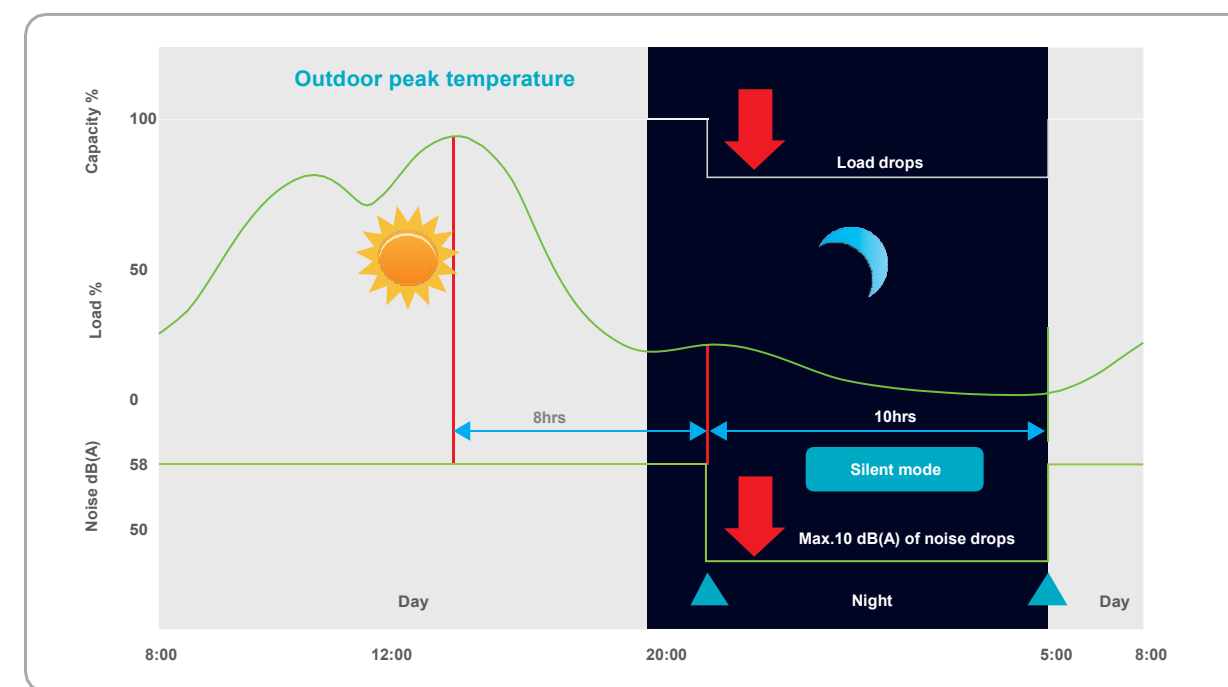 Outdoor peak temperature
Capacity %
100
Load drops
50
Load %
0
8hrs
10hrs
Noise dB(A)
58
Silent mode
50
Max.10 dB(A) of noise drops
Day
Night
Day
8:00
12:00
20:00
5:00
8:00